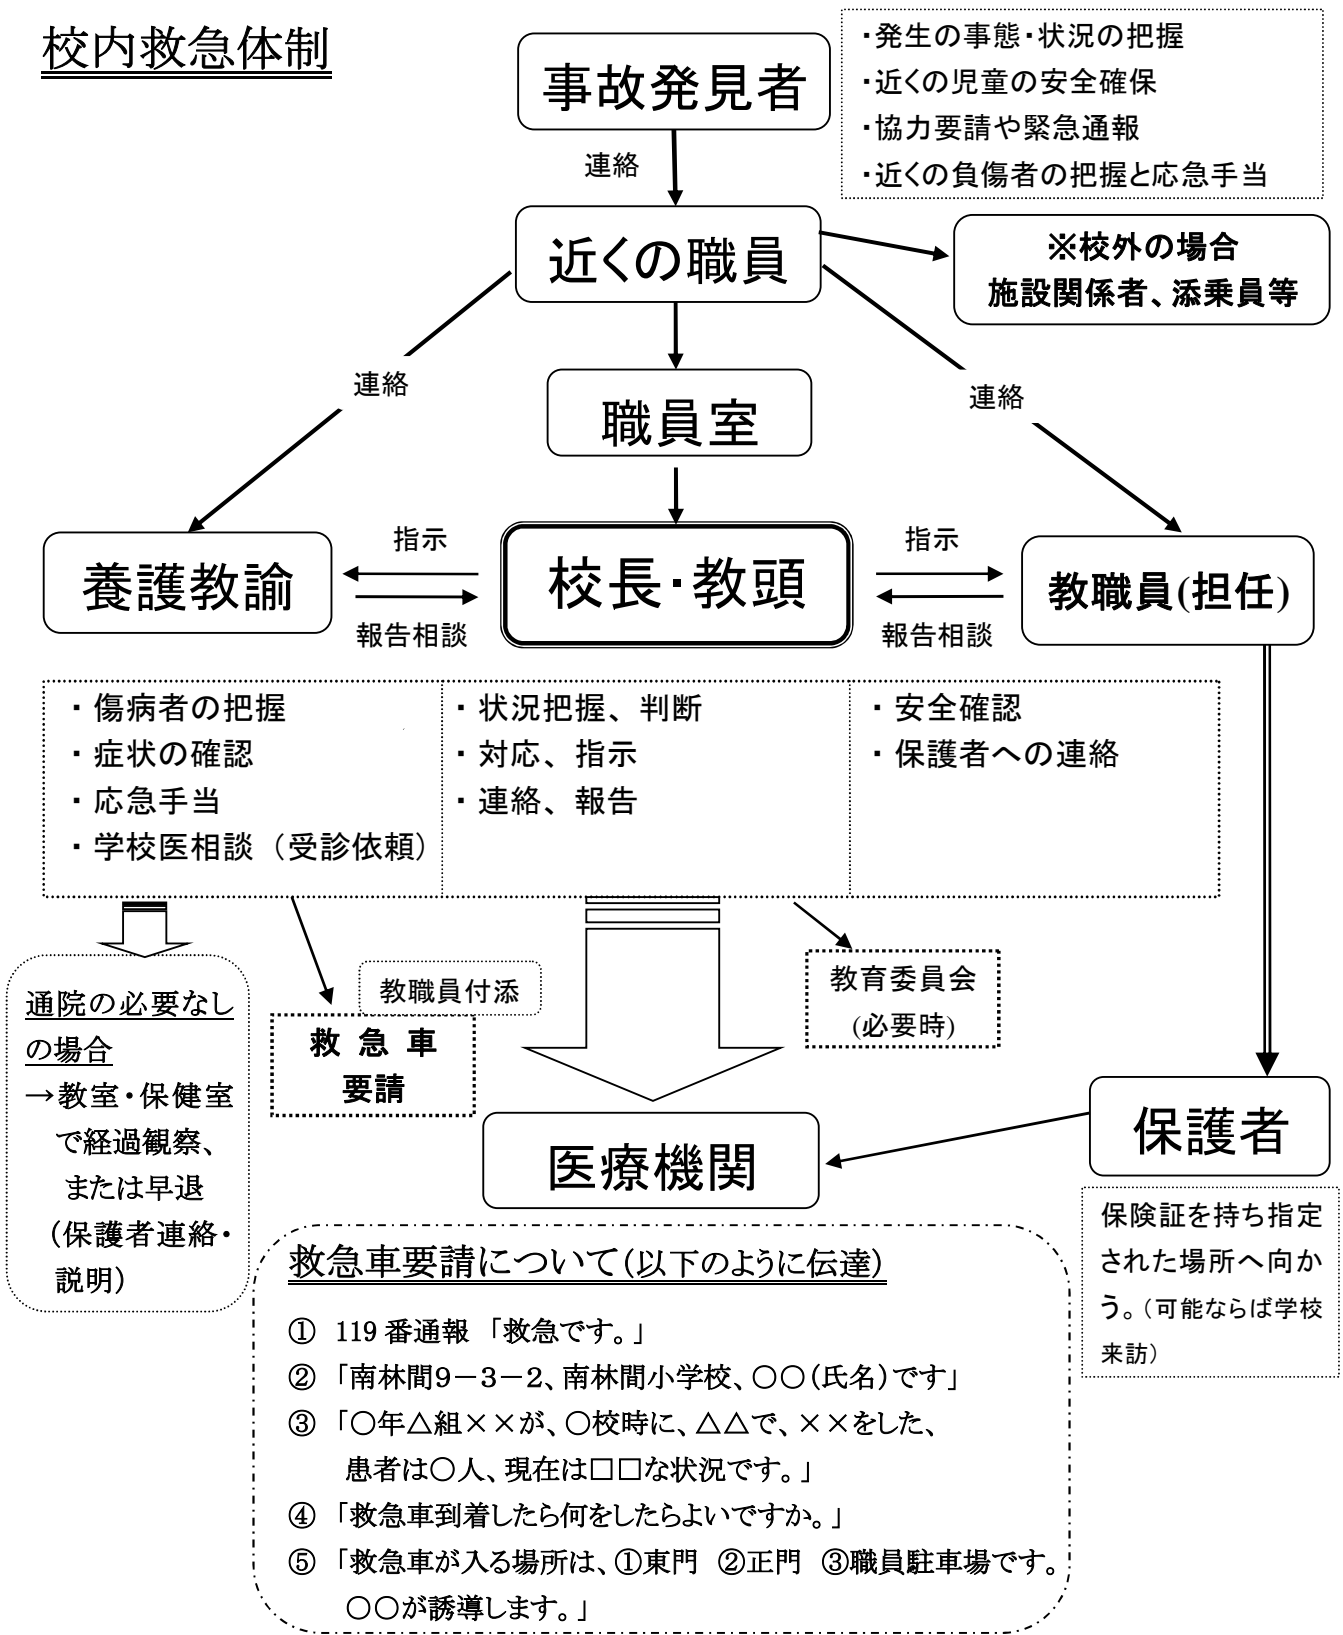 校内救急体制
事故発見者
・発生の事態・状況の把握
・近くの児童の安全確保
・協力要請や緊急通報
・近くの負傷者の把握と応急手当
連絡
近くの職員
※校外の場合
施設関係者、添乗員等
連絡
職員室
連絡
養護教諭
指示
報告相談
校長・教頭
指示
報告相談
教職員(担任)
・傷病者の把握
・症状の確認
・応急手当
・学校医相談（受診依頼）
・状況把握、判断
・対応、指示
・連絡、報告
・安全確認
・保護者への連絡
通院の必要なし
の場合
→教室・保健室
で経過観察、
または早退
（保護者連絡・
説明）
教職員付添
救 急 車
要請
教育委員会
(必要時)
医療機関
保護者
保険証を持ち指定
された場所へ向か
う。（可能ならば学校
来訪）
救急車要請について(以下のように伝達)
① 119番通報 「救急です。」
② 「南林間９－３－２、南林間小学校、○○（氏名）です」
③ 「○年△組××が、○校時に、△△で、××をした、
患者は○人、現在は□□な状況です。」
④ 「救急車到着したら何をしたらよいですか。」
⑤ 「救急車が入る場所は、①東門 ②正門 ③職員駐車場です。
○○が誘導します。」